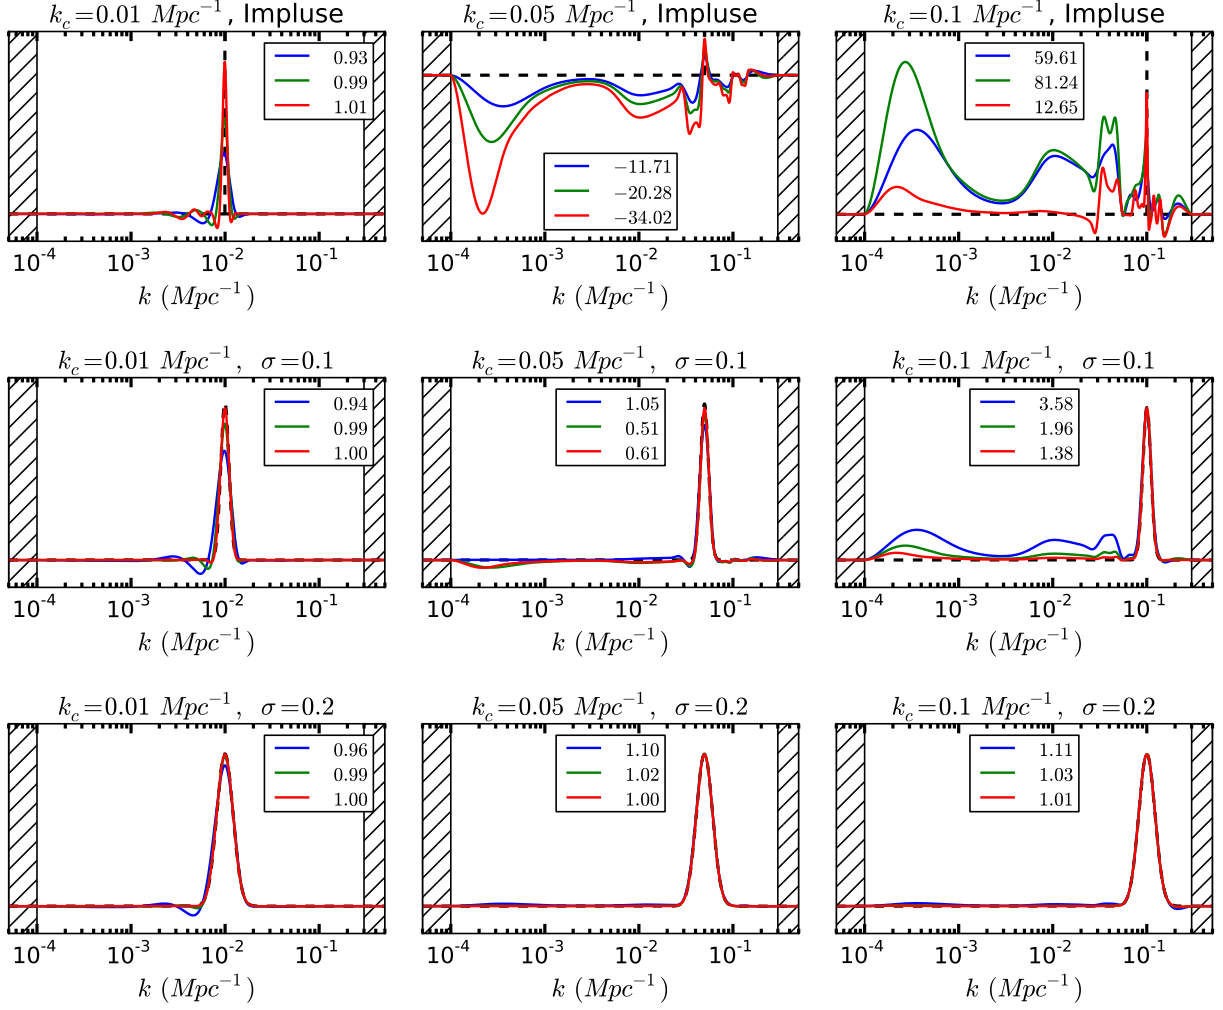 k_c=0.01 Mpc⁻¹, Impluse
k_c=0.05 Mpc⁻¹, Impluse
k_c=0.1 Mpc⁻¹, Impluse
0.93
0.99
1.01
−11.71
−20.28
−34.02
59.61
81.24
12.65
10⁻⁴ 10⁻³ 10⁻² 10⁻¹
10⁻⁴ 10⁻³ 10⁻² 10⁻¹
10⁻⁴ 10⁻³ 10⁻² 10⁻¹
k (Mpc⁻¹)
k (Mpc⁻¹)
k (Mpc⁻¹)
k_c=0.01 Mpc⁻¹, σ=0.1
k_c=0.05 Mpc⁻¹, σ=0.1
k_c=0.1 Mpc⁻¹, σ=0.1
0.94
0.99
1.00
1.05
0.51
0.61
3.58
1.96
1.38
10⁻⁴ 10⁻³ 10⁻² 10⁻¹
10⁻⁴ 10⁻³ 10⁻² 10⁻¹
10⁻⁴ 10⁻³ 10⁻² 10⁻¹
k (Mpc⁻¹)
k (Mpc⁻¹)
k (Mpc⁻¹)
k_c=0.01 Mpc⁻¹, σ=0.2
k_c=0.05 Mpc⁻¹, σ=0.2
k_c=0.1 Mpc⁻¹, σ=0.2
0.96
0.99
1.00
1.10
1.02
1.00
1.11
1.03
1.01
10⁻⁴ 10⁻³ 10⁻² 10⁻¹
10⁻⁴ 10⁻³ 10⁻² 10⁻¹
10⁻⁴ 10⁻³ 10⁻² 10⁻¹
k (Mpc⁻¹)
k (Mpc⁻¹)
k (Mpc⁻¹)